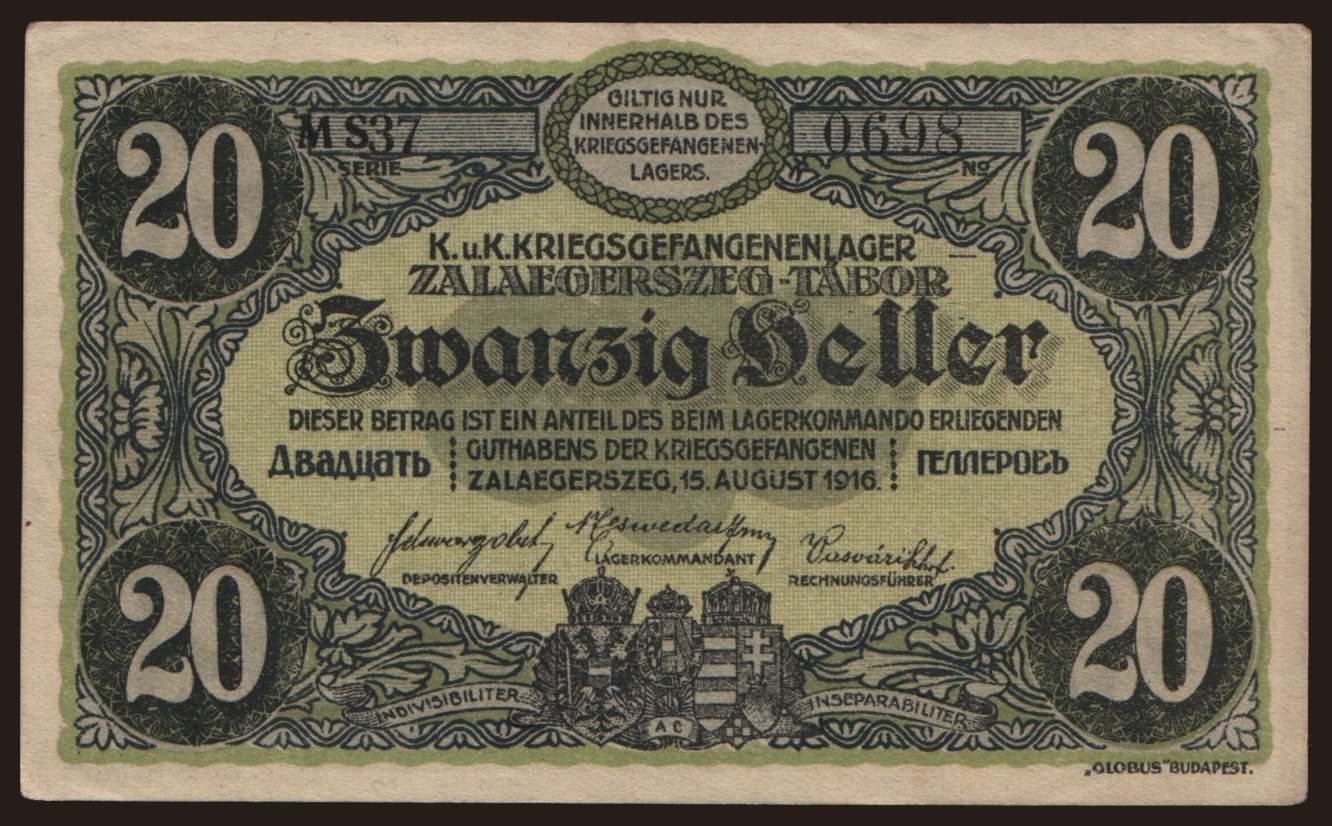 20
20
GILTIG NUR
INNERHALB DES
KRIEGSGEFANGENEN-
LAGERS.
M S37
SERIE
0698
No
K.u.K. KRIEGSGEFANGENENLAGER
ZALAEGERSZEG-TÁBOR
Zwanzig Heller
DIESER BETRAG IST EIN ANTEIL DES BEIM LAGERKOMMANDO ERLIEGENDEN
GUTHABENS DER KRIEGSGEFANGENEN
Двадцать
ГЕЛЛЕРОВЪ
ZALAEGERSZEG, 15. AUGUST 1916.
LAGERKOMMANDANT
DEPOSITENVERWALTER
RECHNUNGSFÜHRER
20
20
INDIVISIBILITER
INSEPARABILITER
AC
„GLOBUS" BUDAPEST.